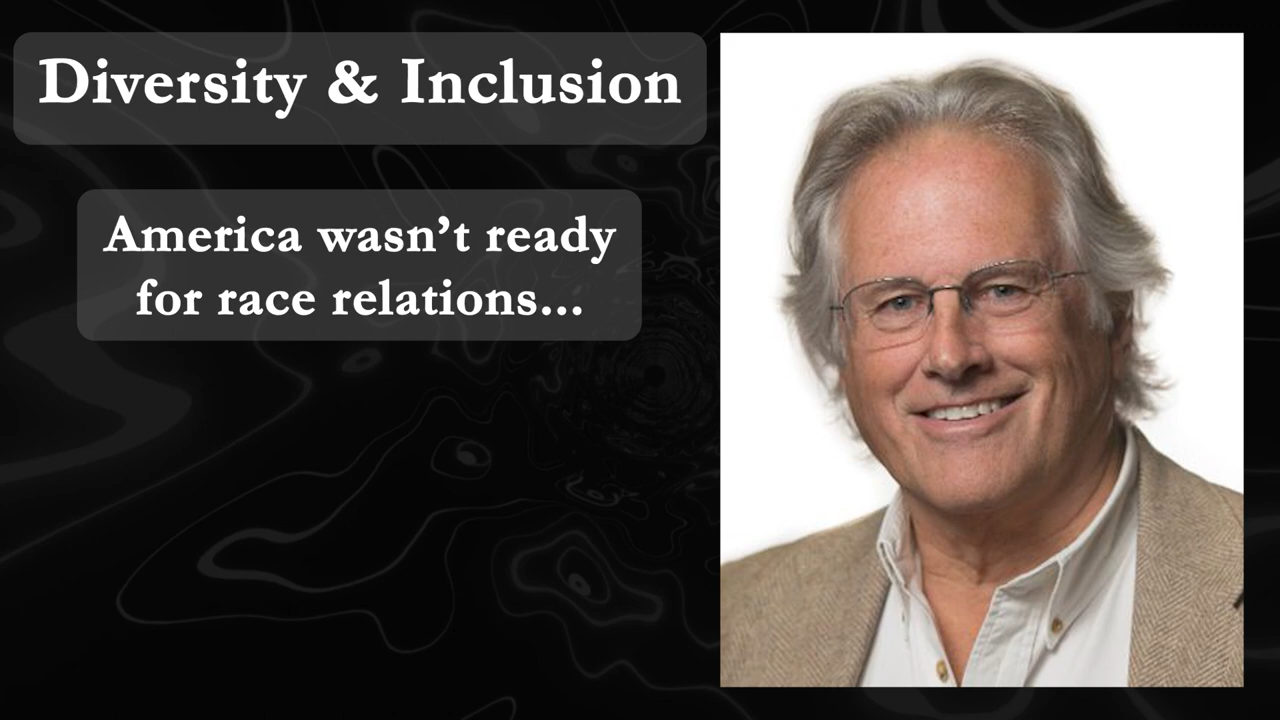 Diversity & Inclusion
America wasn’t ready
for race relations...